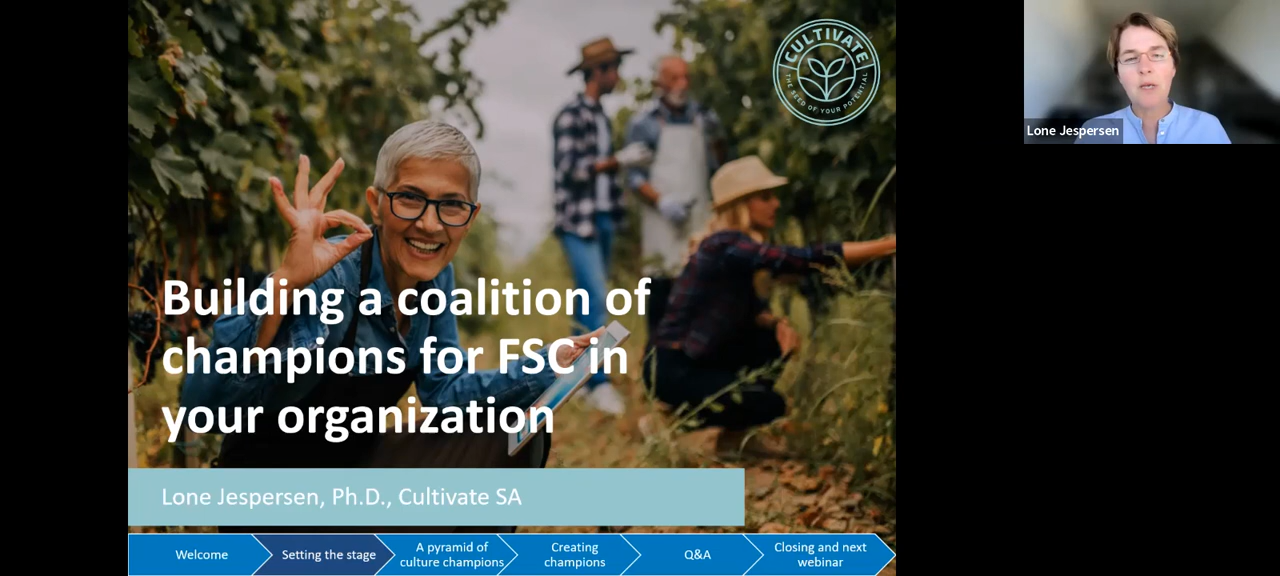 CULTIVATE
THE SEED OF YOUR POTENTIAL
Lone Jespersen
Building a coalition of
champions for FSC in
your organization
Lone Jespersen, Ph.D., Cultivate SA
Welcome
Setting the stage
A pyramid of
culture champions
Creating
champions
Q&A
Closing and next
webinar